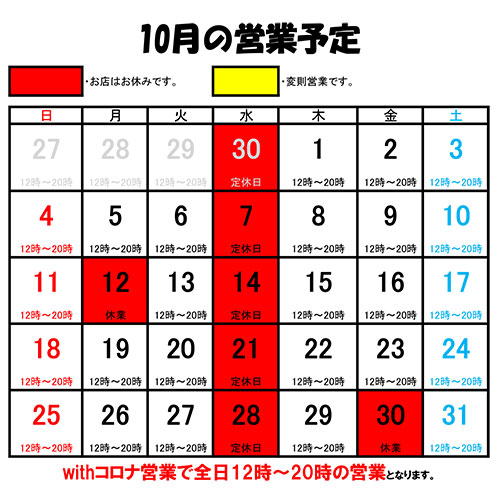 10月の営業予定
・お店はお休みです。 ・変則営業です。
日 月 火 水 木 金 土
27 28 29 30 1 2 3
12時～20時 12時～20時 12時～20時 定休日 12時～20時 12時～20時 12時～20時
4 5 6 7 8 9 10
12時～20時 12時～20時 12時～20時 定休日 12時～20時 12時～20時 12時～20時
11 12 13 14 15 16 17
12時～20時 休業 12時～20時 定休日 12時～20時 12時～20時 12時～20時
18 19 20 21 22 23 24
12時～20時 12時～20時 12時～20時 定休日 12時～20時 12時～20時 12時～20時
25 26 27 28 29 30 31
12時～20時 12時～20時 12時～20時 定休日 12時～20時 休業 12時～20時
withコロナ営業で全日12時～20時の営業となります。